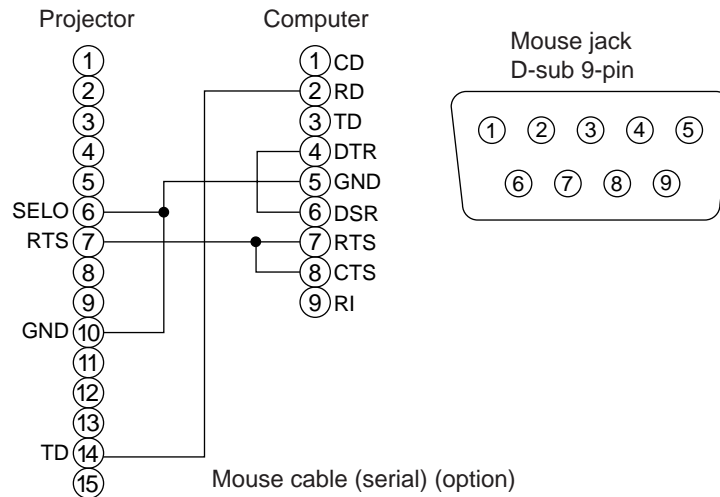 Projector
Computer
1
2
3
4
5
SELO 6
RTS 7
8
9
GND 10
11
12
13
TD 14
15
1 CD
2 RD
3 TD
4 DTR
5 GND
6 DSR
7 RTS
8 CTS
9 RI
Mouse jack
D-sub 9-pin
1 2 3 4 5
6 7 8 9
Mouse cable (serial) (option)